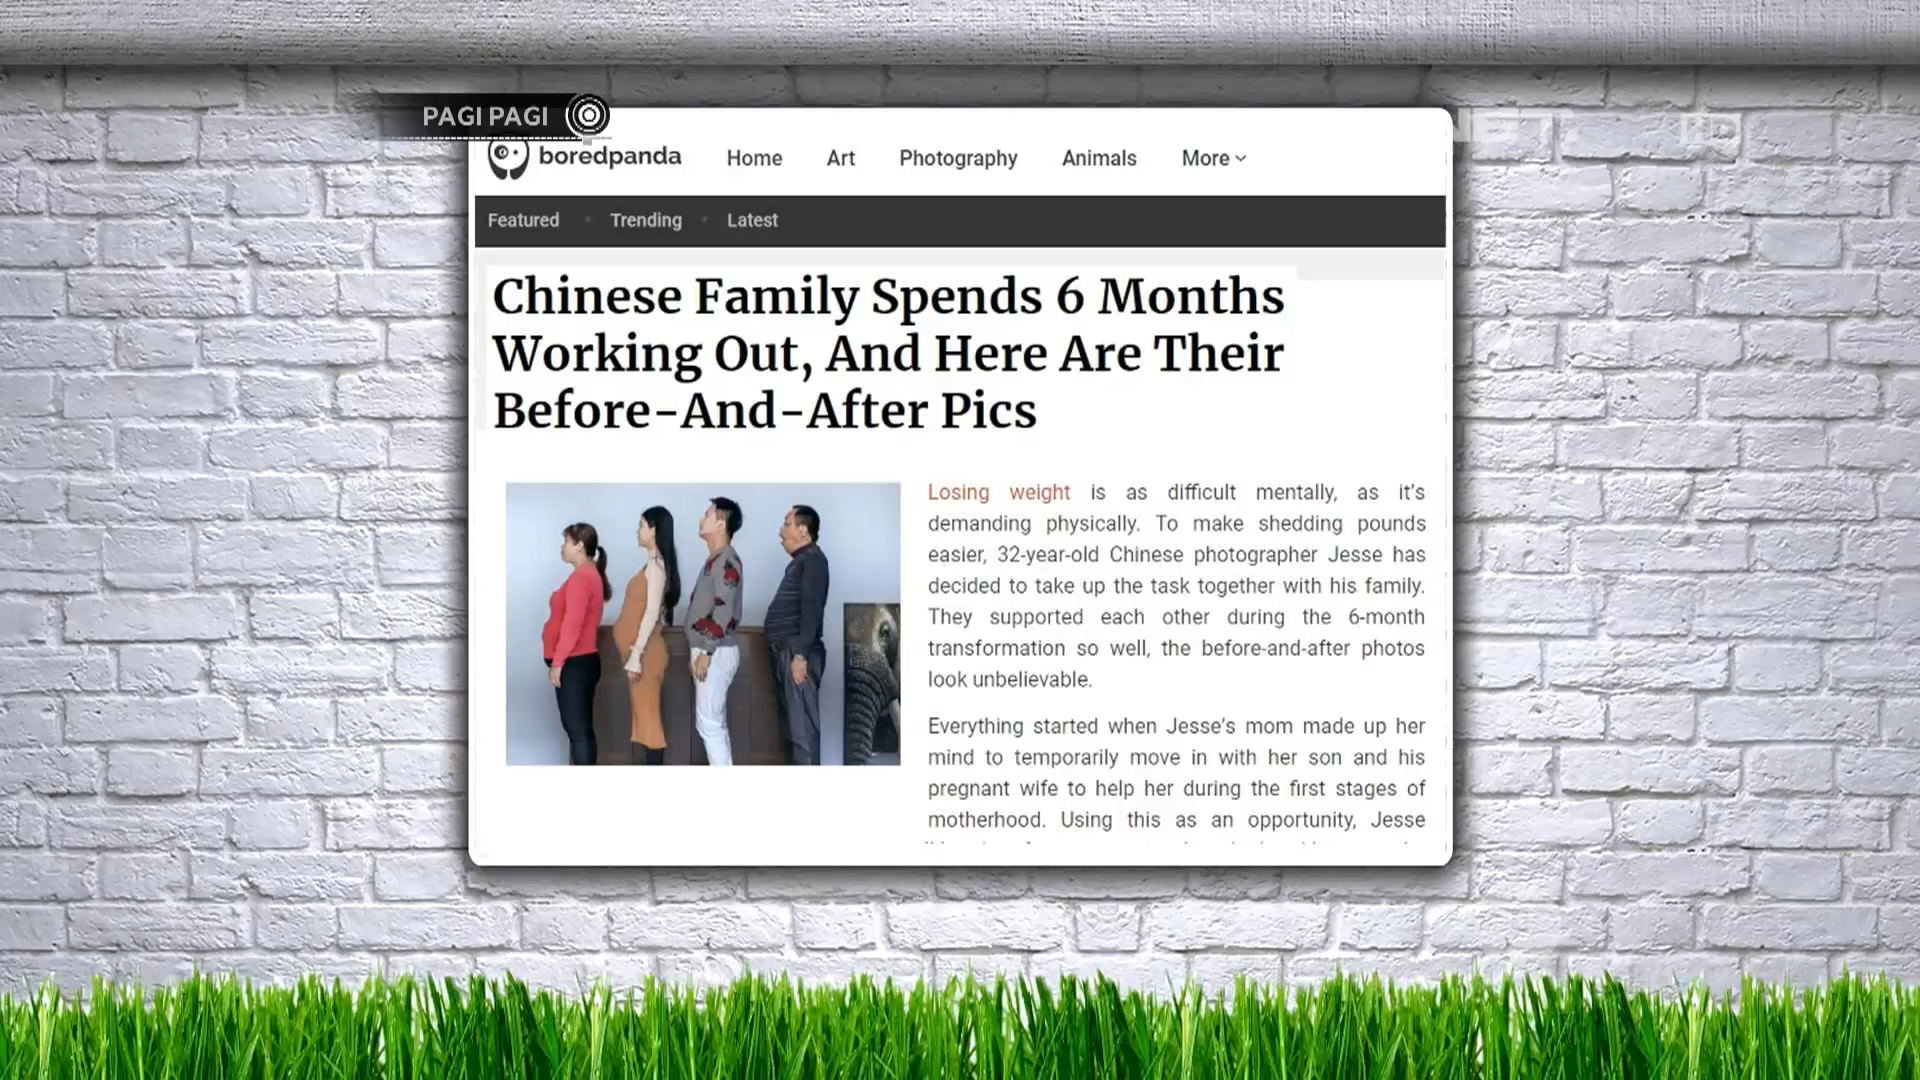 PAGI PAGI
NET.
HD
boredpanda Home Art Photography Animals More
Featured • Trending • Latest
Chinese Family Spends 6 Months
Working Out, And Here Are Their
Before-And-After Pics
Losing weight is as difficult mentally, as it's
demanding physically. To make shedding pounds
easier, 32-year-old Chinese photographer Jesse has
decided to take up the task together with his family.
They supported each other during the 6-month
transformation so well, the before-and-after photos
look unbelievable.
Everything started when Jesse's mom made up her
mind to temporarily move in with her son and his
pregnant wife to help her during the first stages of
motherhood. Using this as an opportunity, Jesse